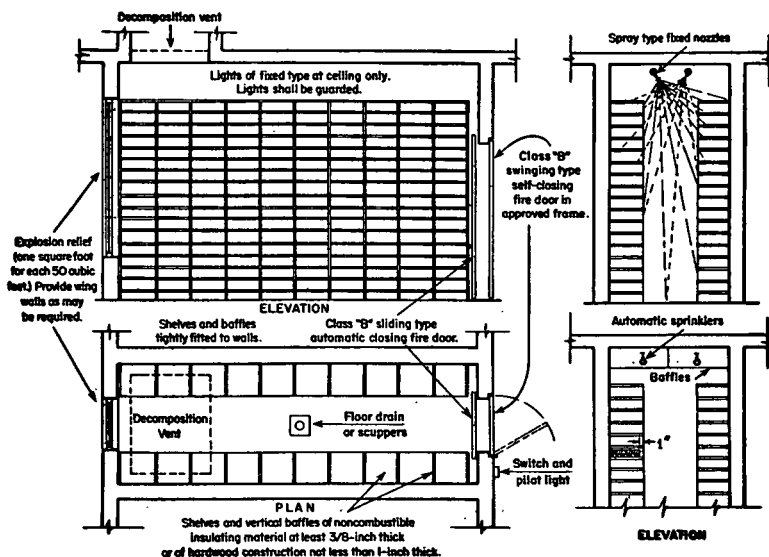 Decomposition vent
Lights of fixed type at ceiling only.
Lights shall be guarded.
Spray type fixed nozzles
Class "B"
swinging type
self-closing
fire door in
approved frame.
Explosion relief
(one square foot
for each 50 cubic
feet.) Provide wing
walls as may
be required.
ELEVATION
Shelves and baffles
tightly fitted to walls.
Class "B" sliding type
automatic closing fire door.
Automatic sprinklers
Baffles
1"
Decomposition
Vent
Floor drain
or scuppers
Switch and
pilot light
PLAN
Shelves and vertical baffles of noncombustible
insulating material at least 3/8-inch thick
or of hardwood construction not less than 1-inch thick.
ELEVATION